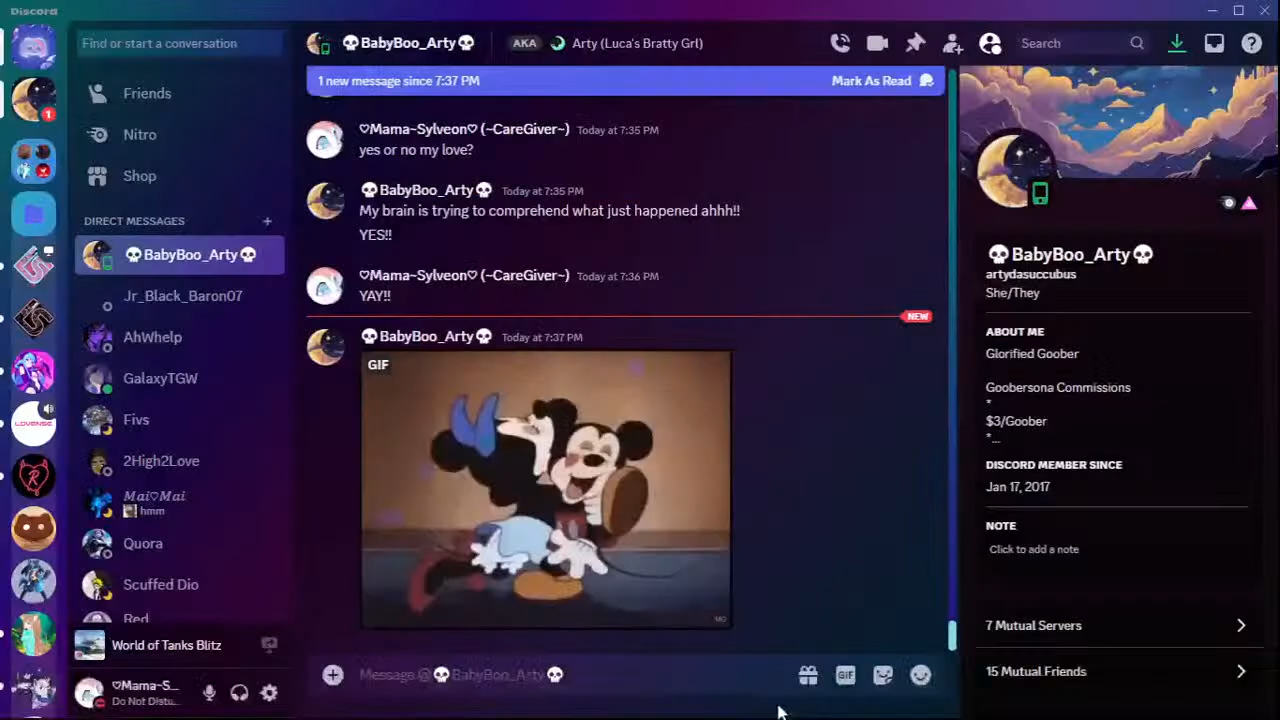 Discord
Find or start a conversation
Friends
Nitro
Shop
DIRECT MESSAGES
💀BabyBoo_Arty💀
Jr_Black_Baron07
AhWhelp
GalaxyTGW
Fivs
2High2Love
𝑀𝑎𝑖♡𝑀𝑎𝑖
hmm
Quora
Scuffed Dio
Red
World of Tanks Blitz
♡Mama~S...
Do Not Distu...
1
LOVENSE
R
💀BabyBoo_Arty💀
AKA
Arty (Luca's Bratty Grl)
Search
1 new message since 7:37 PM
Mark As Read
♡Mama~Sylveon♡ (~CareGiver~) Today at 7:35 PM
yes or no my love?
💀BabyBoo_Arty💀 Today at 7:35 PM
My brain is trying to comprehend what just happened ahhh!!
YES!!
♡Mama~Sylveon♡ (~CareGiver~) Today at 7:36 PM
YAY!!
NEW
💀BabyBoo_Arty💀 Today at 7:37 PM
GIF
Message @💀BabyBoo_Arty💀
GIF
💀BabyBoo_Arty💀
artydasuccubus
She/They
ABOUT ME
Glorified Goober
Goobersona Commissions
*
$3/Goober
*...
DISCORD MEMBER SINCE
Jan 17, 2017
NOTE
Click to add a note
7 Mutual Servers
15 Mutual Friends